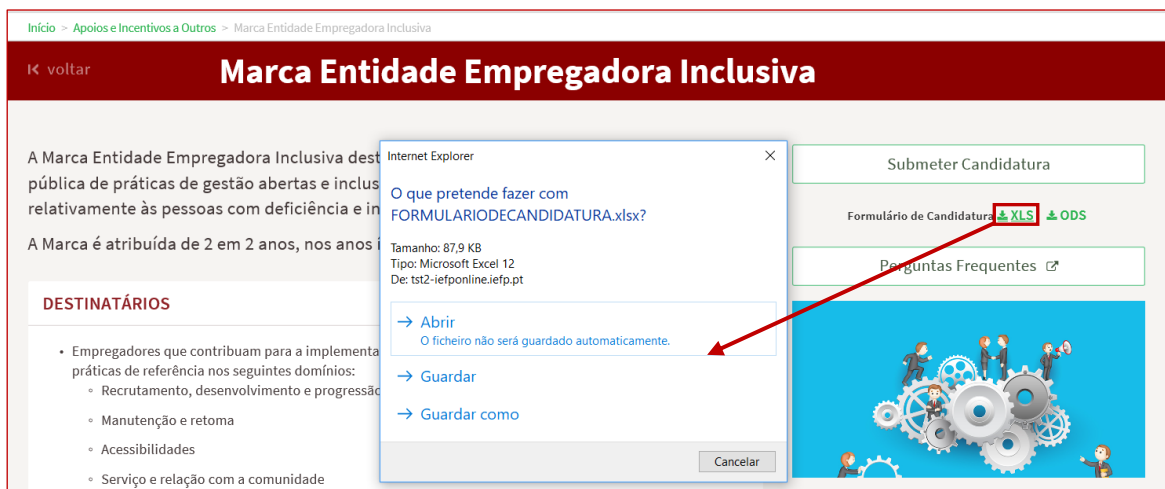 Início > Apoios e Incentivos a Outros > Marca Entidade Empregadora Inclusiva
voltar
Marca Entidade Empregadora Inclusiva
A Marca Entidade Empregadora Inclusiva dest
pública de práticas de gestão abertas e inclus
relativamente às pessoas com deficiência e in
A Marca é atribuída de 2 em 2 anos, nos anos i
DESTINATÁRIOS
• Empregadores que contribuam para a implementa
práticas de referência nos seguintes domínios:
◦ Recrutamento, desenvolvimento e progressão
◦ Manutenção e retoma
◦ Acessibilidades
◦ Serviço e relação com a comunidade
Internet Explorer
O que pretende fazer com
FORMULARIODECANDIDATURA.xlsx?
Tamanho: 87,9 KB
Tipo: Microsoft Excel 12
De: tst2-iefponline.iefp.pt
Abrir
O ficheiro não será guardado automaticamente.
Guardar
Guardar como
Cancelar
Submeter Candidatura
Formulário de Candidatura XLS ODS
Perguntas Frequentes